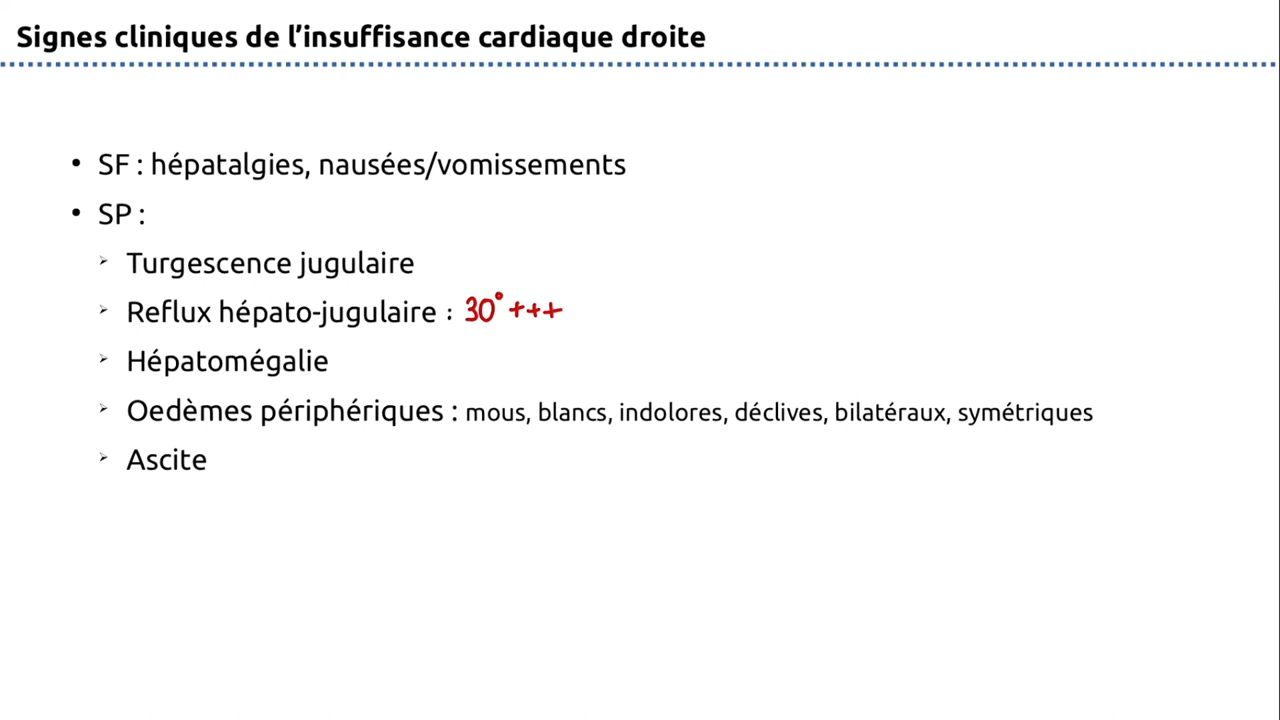 Signes cliniques de l’insuffisance cardiaque droite
• SF : hépatalgies, nausées/vomissements
• SP :
➢ Turgescence jugulaire
➢ Reflux hépato-jugulaire : 30° +++
➢ Hépatomégalie
➢ Oedèmes périphériques : mous, blancs, indolores, déclives, bilatéraux, symétriques
➢ Ascite